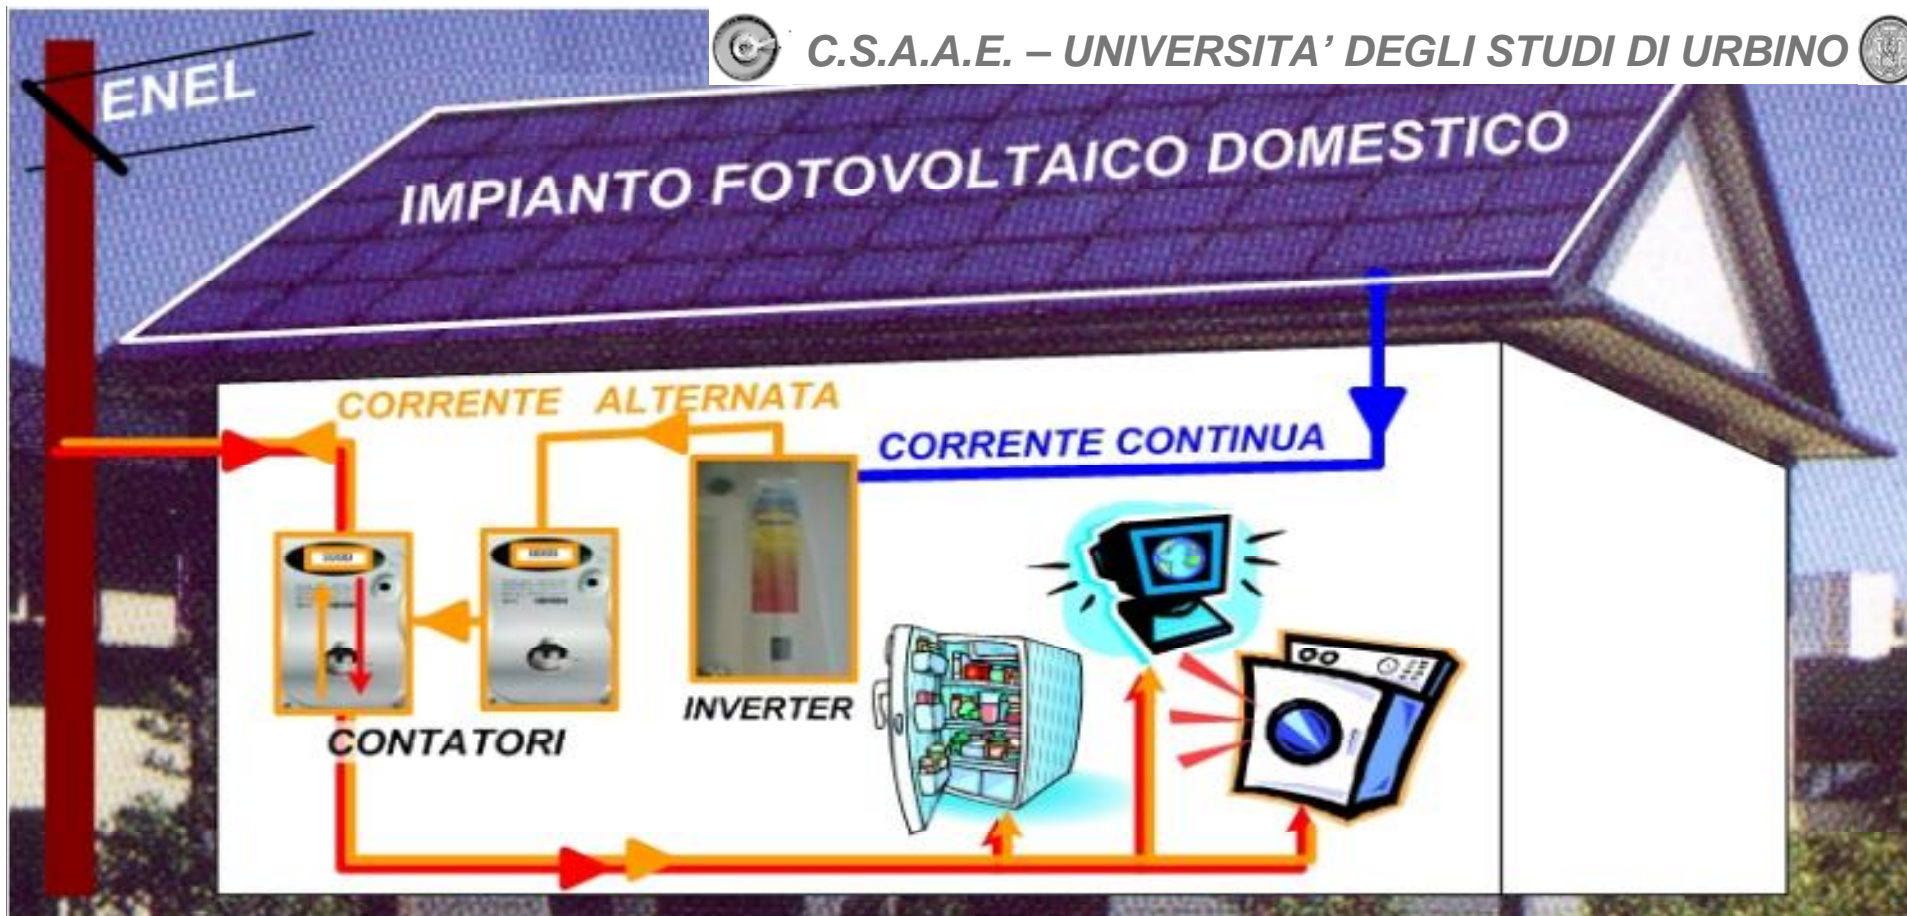 C.S.A.A.E. – UNIVERSITA' DEGLI STUDI DI URBINO
ENEL
IMPIANTO FOTOVOLTAICO DOMESTICO
CORRENTE ALTERNATA
CORRENTE CONTINUA
INVERTER
CONTATORI